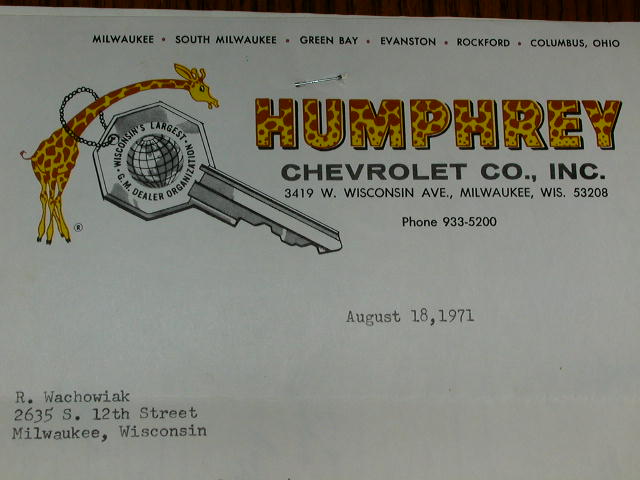 MILWAUKEE • SOUTH MILWAUKEE • GREEN BAY • EVANSTON • ROCKFORD • COLUMBUS, OHIO
WISCONSIN'S LARGEST
G.M. DEALER ORGANIZATION
®
HUMPHREY
CHEVROLET CO., INC.
3419 W. WISCONSIN AVE., MILWAUKEE, WIS. 53208
Phone 933-5200
August 18,1971
R. Wachowiak
2635 S. 12th Street
Milwaukee, Wisconsin